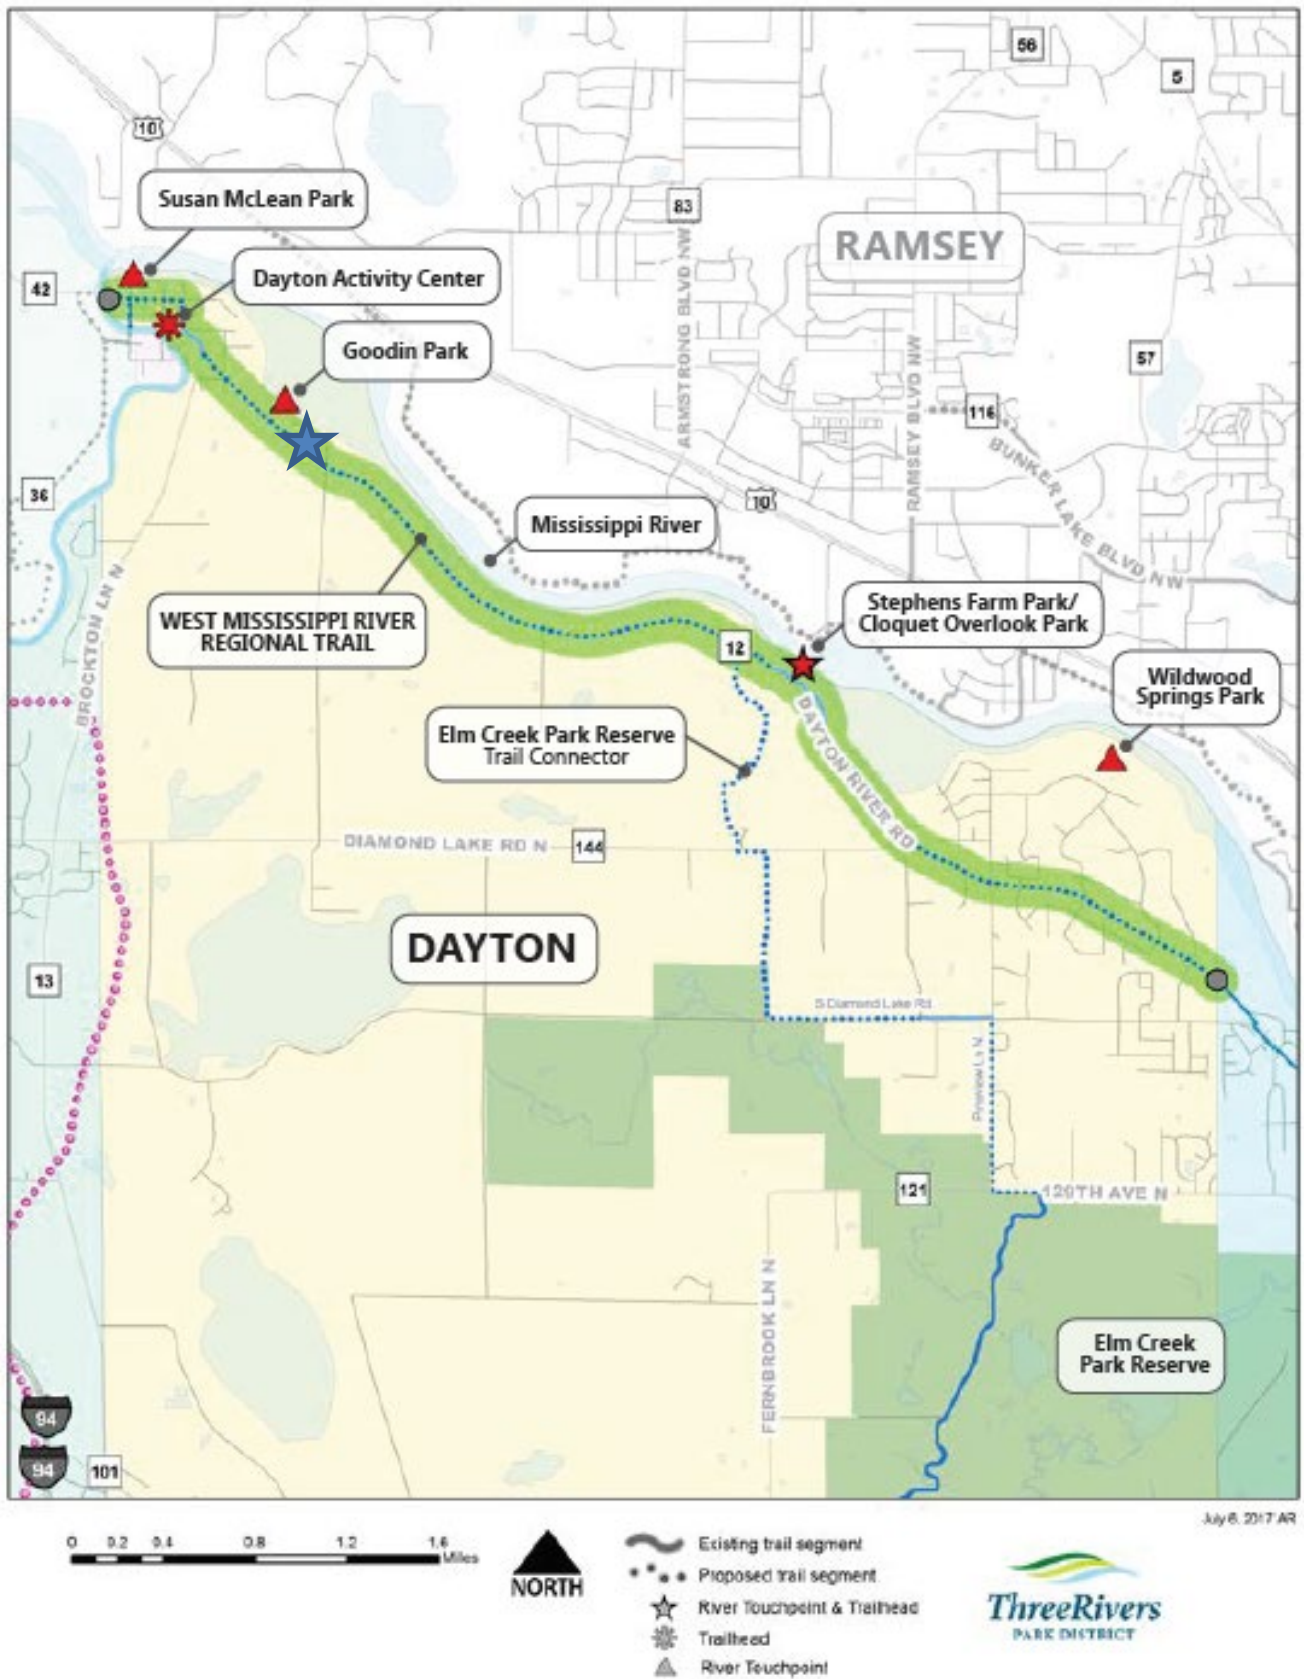 56
5
10
Susan McLean Park
83
RAMSEY
Dayton Activity Center
42
Goodin Park
ARMSTRONG BLVD NW
57
RAMSEY BLVD NW
116
BUNKER LAKE BLVD NW
36
10
Mississippi River
BROCKTON LN N
WEST MISSISSIPPI RIVER
REGIONAL TRAIL
Stephens Farm Park/
Cloquet Overlook Park
12
Wildwood
Springs Park
Elm Creek Park Reserve
Trail Connector
DAYTON RIVER RD
DIAMOND LAKE RD N
144
DAYTON
13
S Diamond Lake Rd
Pineview Ln N
121
129TH AVE N
FERNBROOK LN N
Elm Creek
Park Reserve
94
94
101
July 6, 2017 AR
0 0.2 0.4 0.8 1.2 1.6
Miles
NORTH
Existing trail segment
Proposed trail segment
River Touchpoint & Trailhead
Trailhead
River Touchpoint
ThreeRivers
PARK DISTRICT